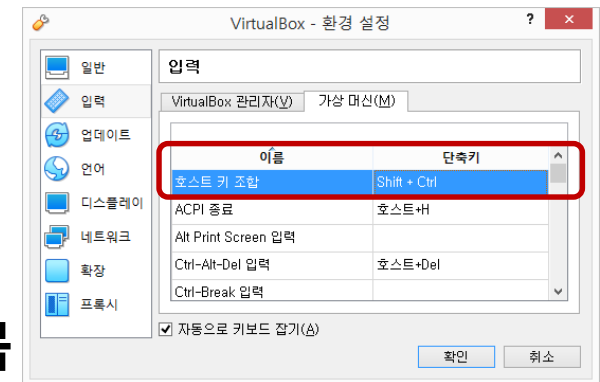 VirtualBox - 환경 설정 ? ×
일반
입력
업데이트
언어
디스플레이
네트워크
확장
프록시
입력
VirtualBox 관리자(V) 가상 머신(M)
이름 단축키
호스트 키 조합 Shift + Ctrl
ACPI 종료 호스트+H
Alt Print Screen 입력
Ctrl-Alt-Del 입력 호스트+Del
Ctrl-Break 입력
자동으로 키보드 잡기(A)
확인 취소